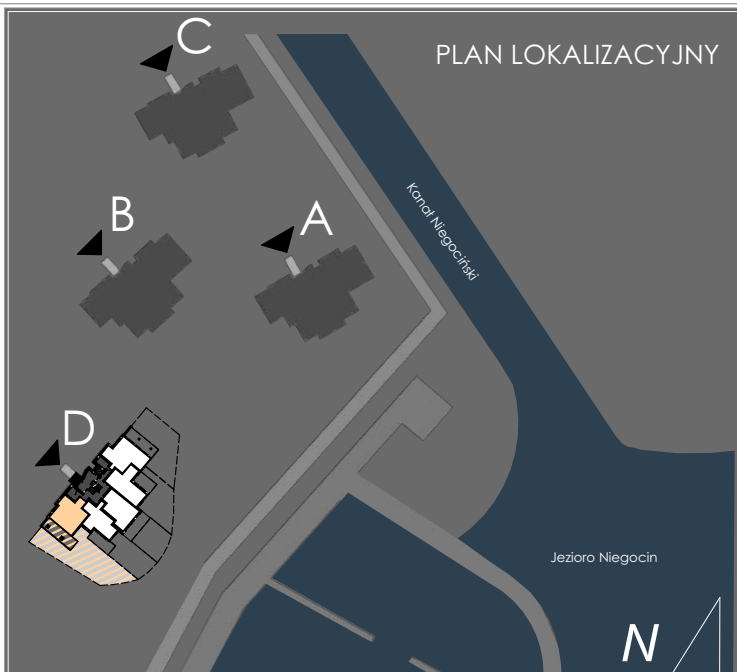 C
PLAN LOKALIZACYJNY
B
A
Kanał Niegociński
D
Jezioro Niegocin
N